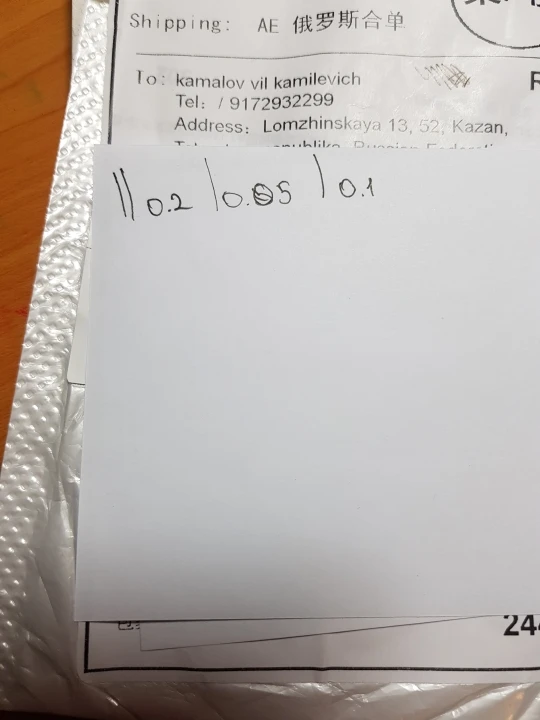 Shipping: AE 俄罗斯合单
To: kamalov vil kamilevich
Tel: / 9172932299
Address: Lomzhinskaya 13, 52, Kazan,
|| 0.2 | 0.05 | 0.1
24